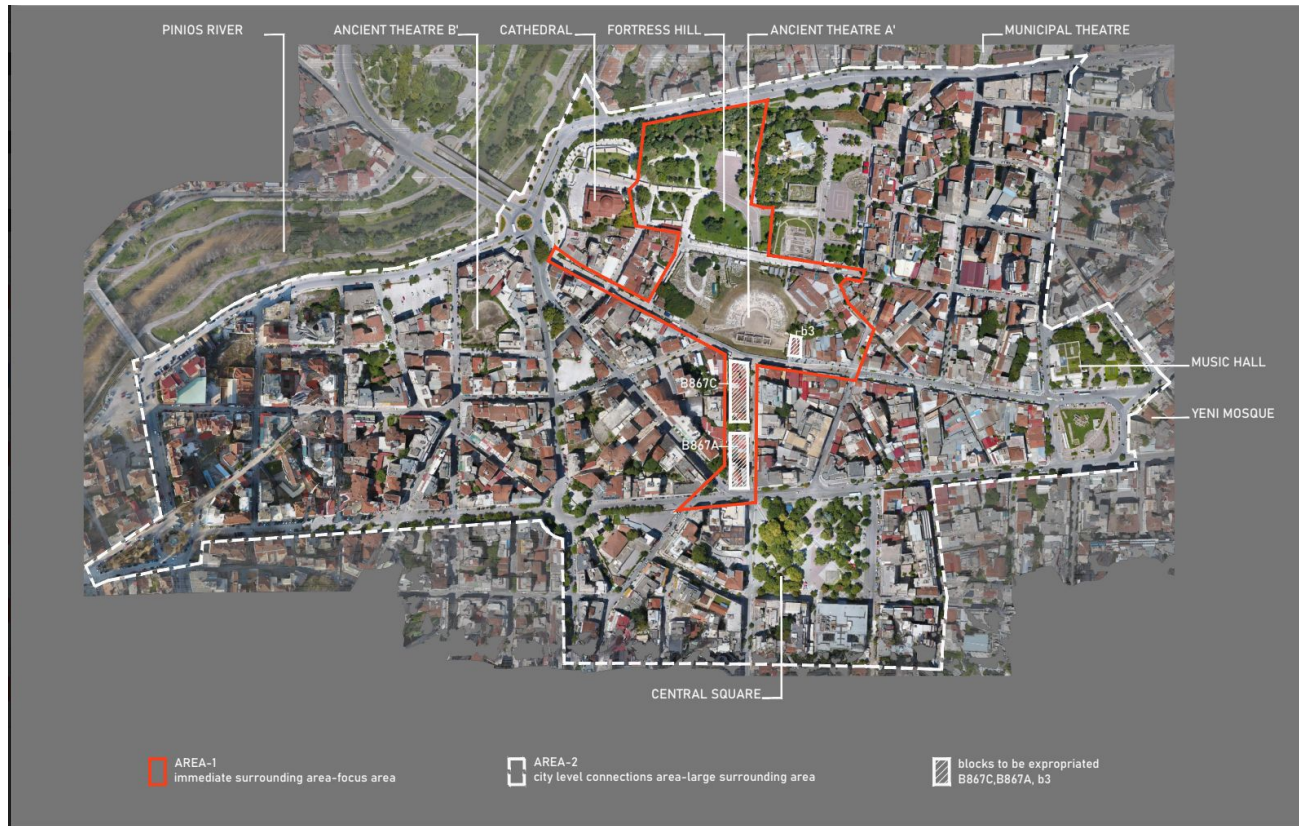 PINIOS RIVER
ANCIENT THEATRE B'
CATHEDRAL
FORTRESS HILL
ANCIENT THEATRE A'
MUNICIPAL THEATRE
b3
MUSIC HALL
B867C
YENI MOSQUE
B867A
CENTRAL SQUARE
AREA-1
immediate surrounding area-focus area
AREA-2
city level connections area-large surrounding area
blocks to be expropriated
B867C,B867A, b3